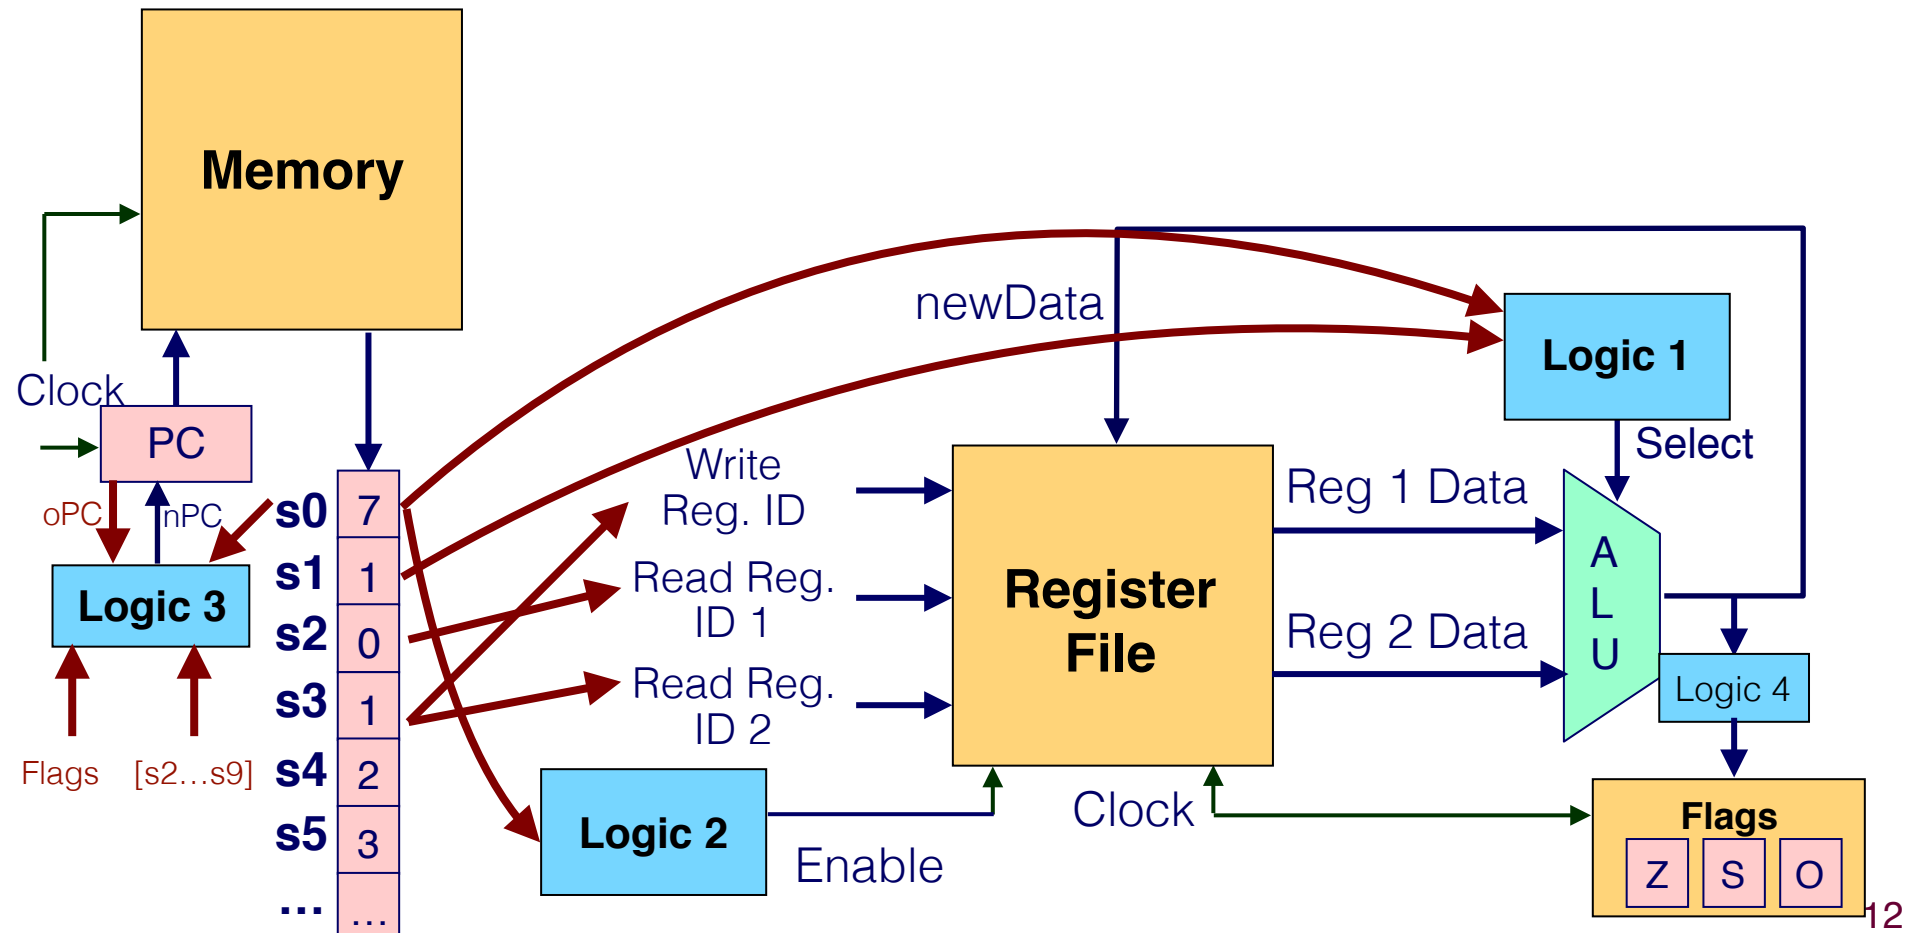 Memory
newData
Logic 1
Clock
PC
Select
Write
Reg. ID
Reg 1 Data
oPC
nPC
s0 7
s1 1
Read Reg.
ID 1
Logic 3
Register
File
A
L
U
s2 0
Reg 2 Data
s3 1
Read Reg.
ID 2
Logic 4
Flags
[s2...s9]
s4 2
Logic 2
Clock
s5 3
Enable
Flags
Z S O
... ...
12